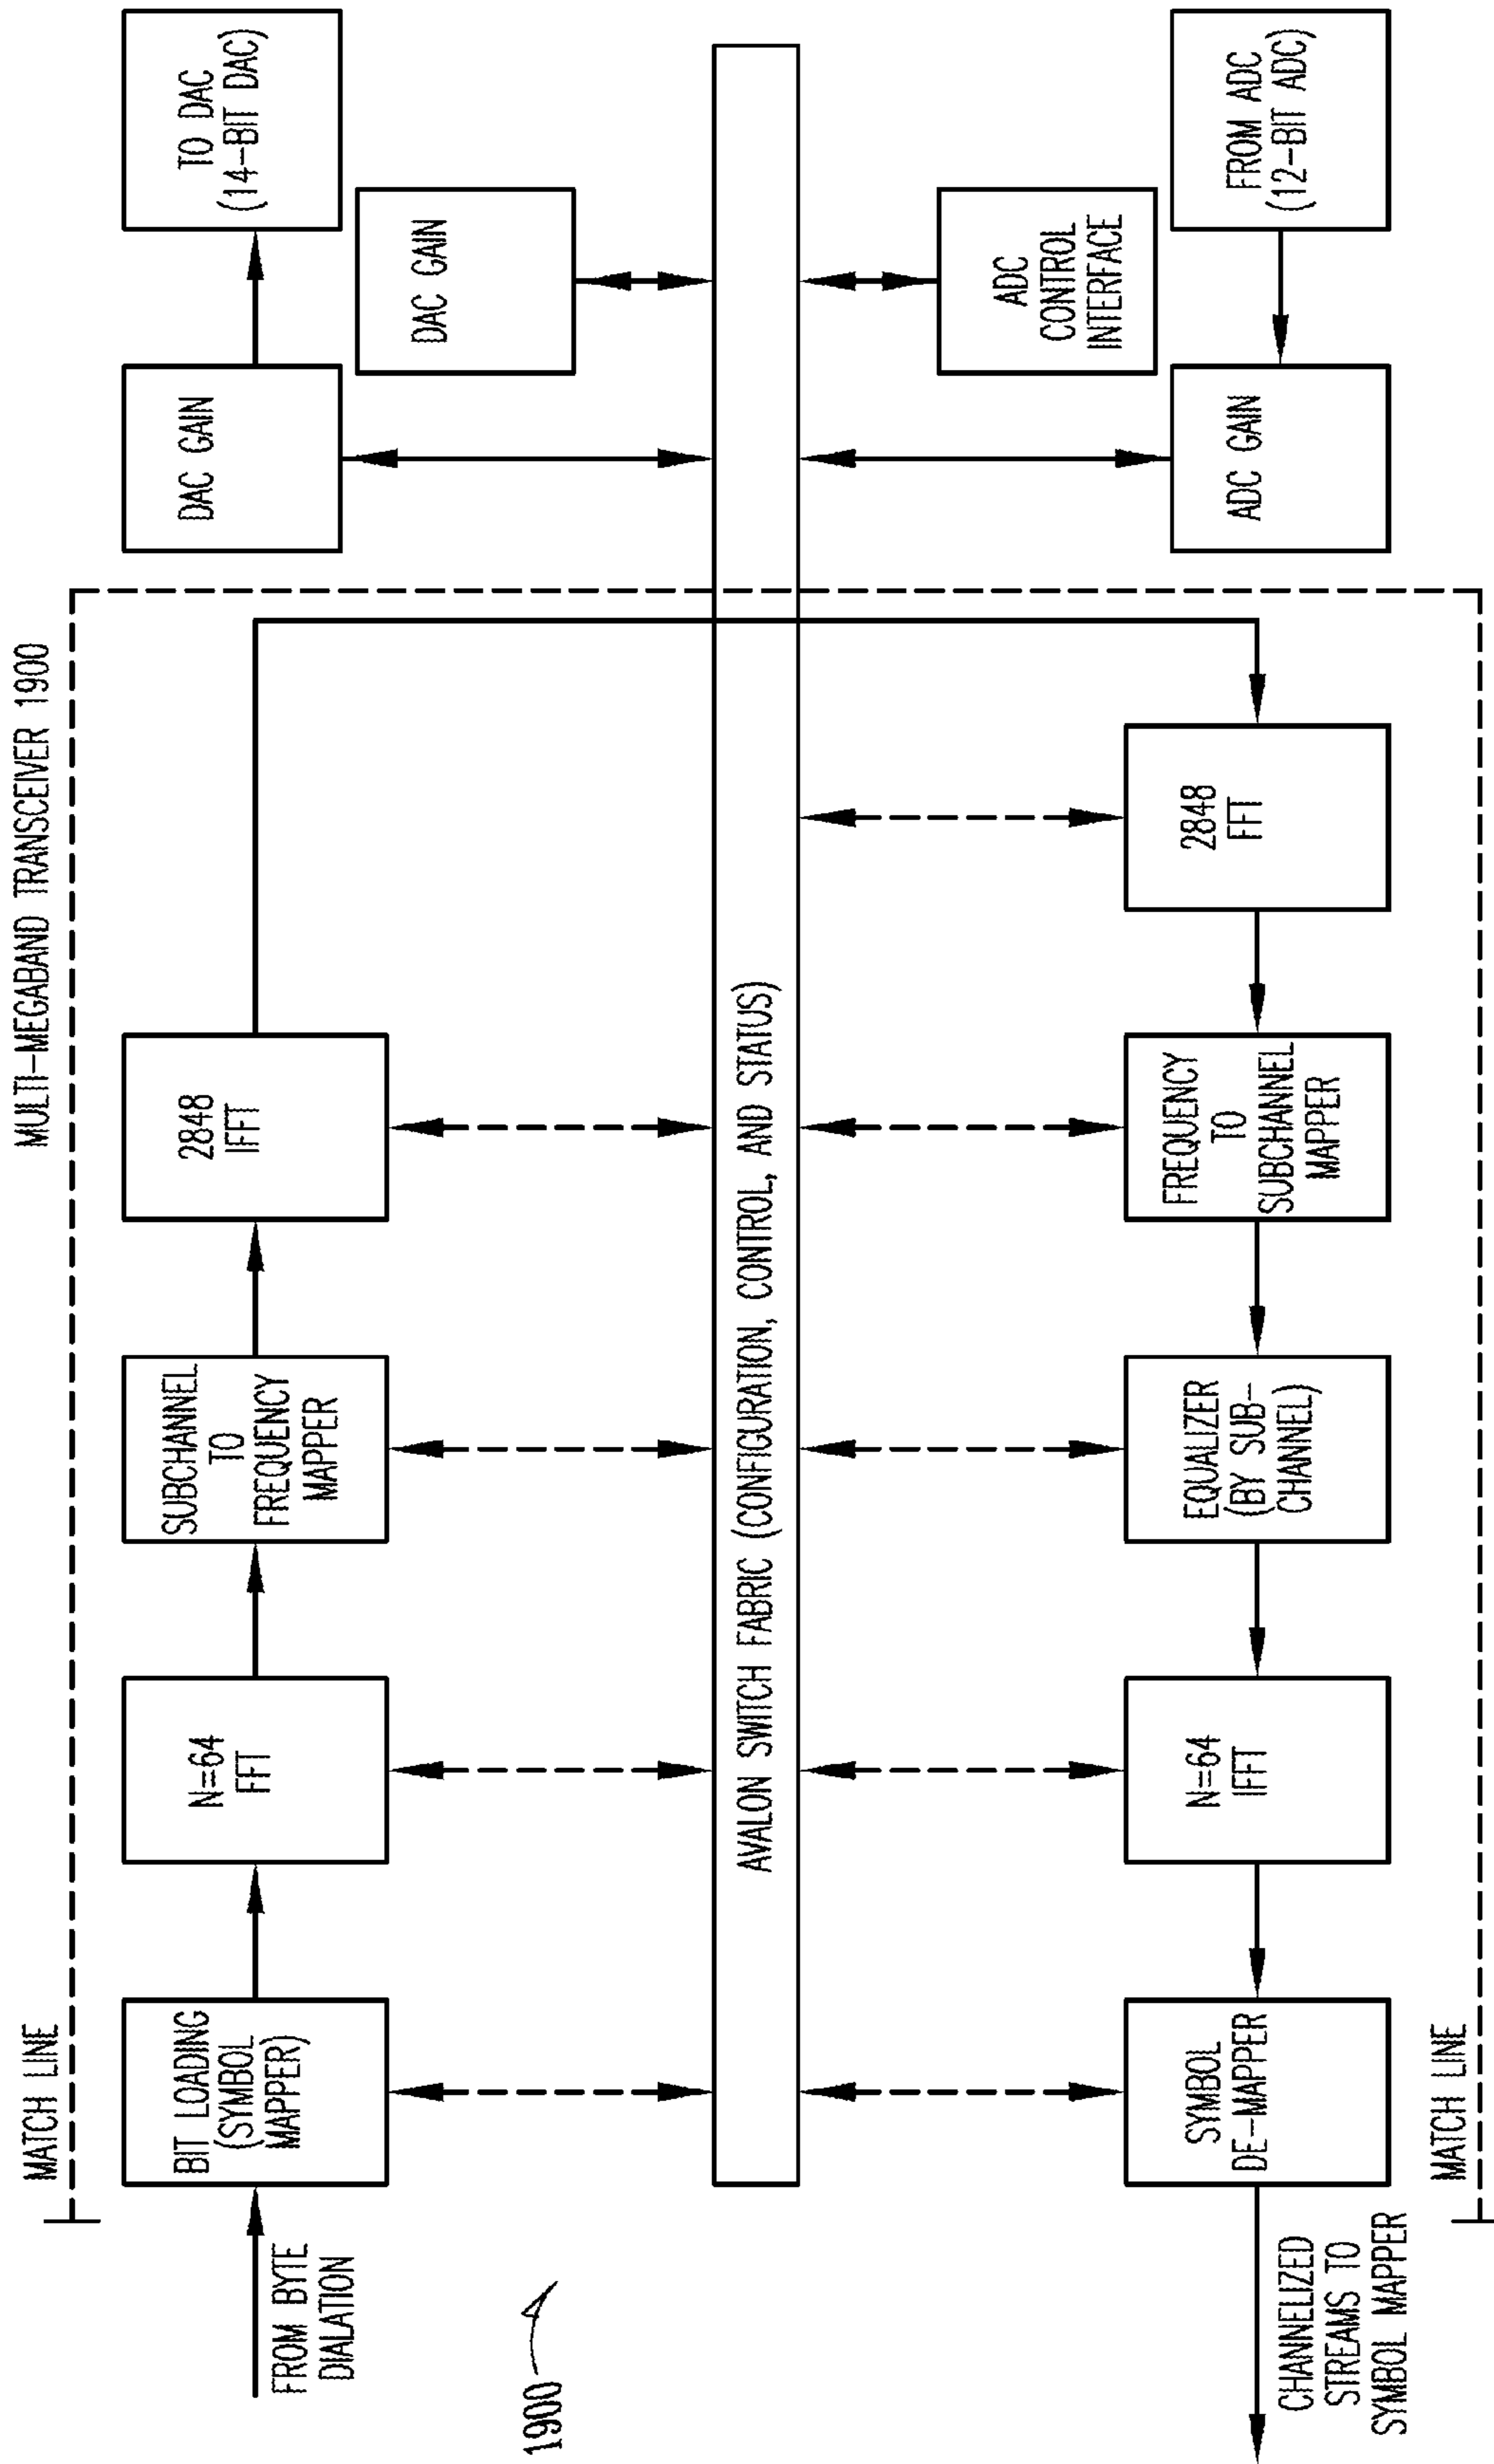 MULTI-MEGABAND TRANSCEIVER 1900
MATCH LINE
FROM BYTE
DIALATION
BIT LOADING
(SYMBOL
MAPPER)
N=64
FFT
SUBCHANNEL
TO
FREQUENCY
MAPPER
2848
IFFT
DAC GAIN
TO DAC
(14-BIT DAC)
DAC GAIN
1900
AVALON SWITCH FABRIC (CONFIGURATION, CONTROL, AND STATUS)
ADC
CONTROL
INTERFACE
CHANNELIZED
STREAMS TO
SYMBOL MAPPER
SYMBOL
DE-MAPPER
N=64
IFFT
EQUALIZER
(BY SUB-
CHANNEL)
FREQUENCY
TO
SUBCHANNEL
MAPPER
2848
FFT
ADC GAIN
FROM ADC
(12-BIT ADC)
MATCH LINE